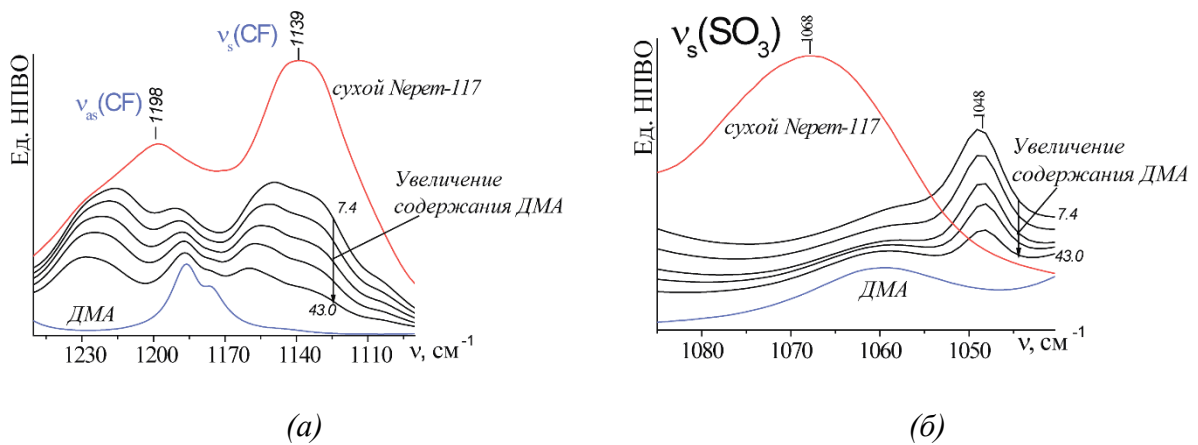 νs(CF)
1139
νas(CF)
1198
сухой Nepem-117
Ед. НПВО
Увеличение
содержания ДМА
7.4
43.0
ДМА
1230 1200 1170 1140 1110 ν, см-1
(а)
νs(SO3)
1068
сухой Nepem-117
Ед. НПВО
1048
Увеличение
содержания ДМА
7.4
43.0
ДМА
1080 1070 1060 1050 ν, см-1
(б)